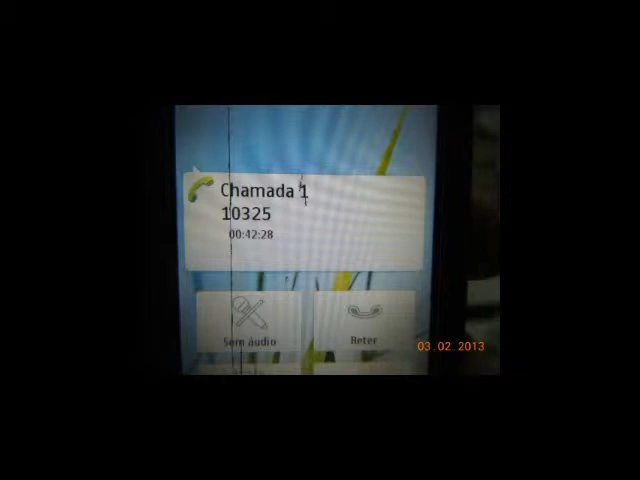 Chamada 1
10325
00:42:28
Sem áudio
Reter
03.02.2013